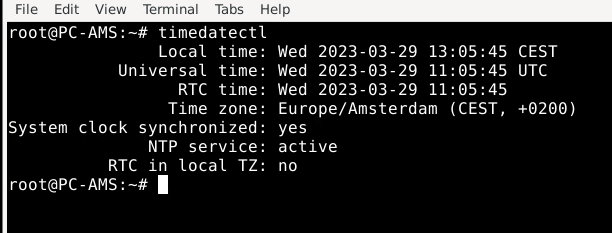 File Edit View Terminal Tabs Help
root@PC-AMS:~# timedatectl
Local time: Wed 2023-03-29 13:05:45 CEST
Universal time: Wed 2023-03-29 11:05:45 UTC
RTC time: Wed 2023-03-29 11:05:45
Time zone: Europe/Amsterdam (CEST, +0200)
System clock synchronized: yes
NTP service: active
RTC in local TZ: no
root@PC-AMS:~#